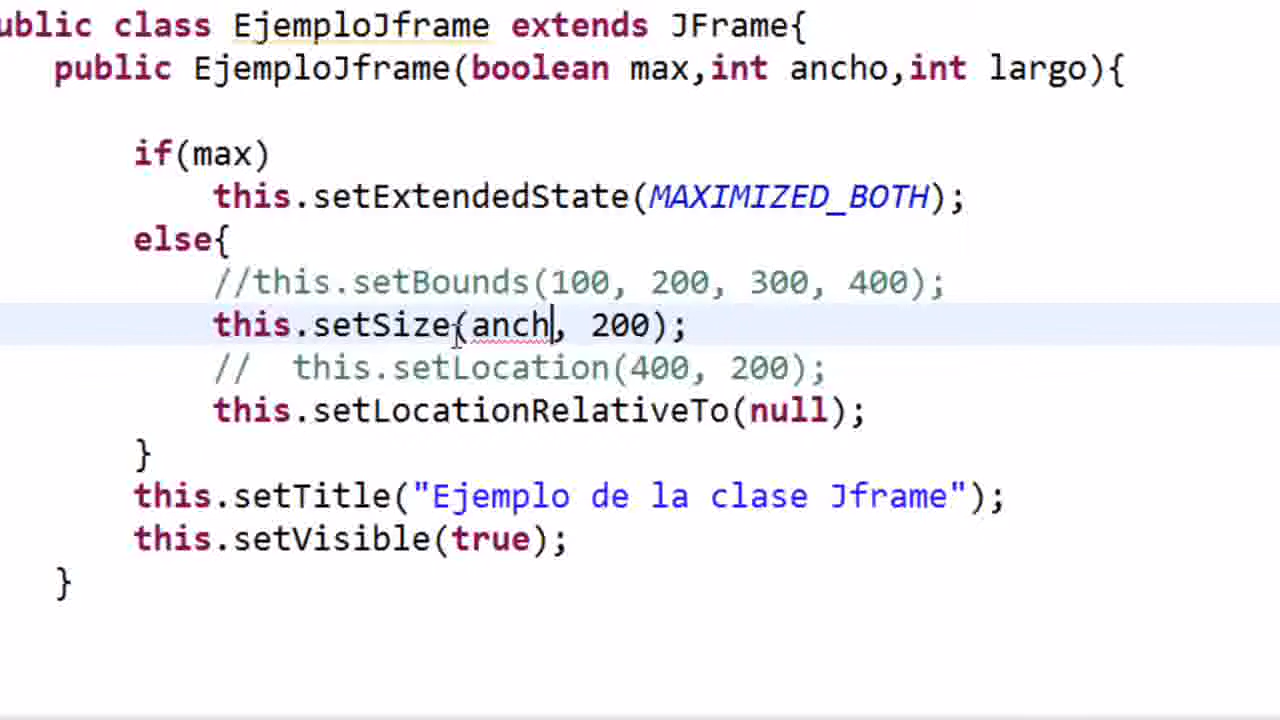 ublic class EjemploJframe extends JFrame{
public EjemploJframe(boolean max,int ancho,int largo){
if(max)
this.setExtendedState(MAXIMIZED_BOTH);
else{
//this.setBounds(100, 200, 300, 400);
this.setSize(anch, 200);
//  this.setLocation(400, 200);
this.setLocationRelativeTo(null);
}
this.setTitle("Ejemplo de la clase Jframe");
this.setVisible(true);
}